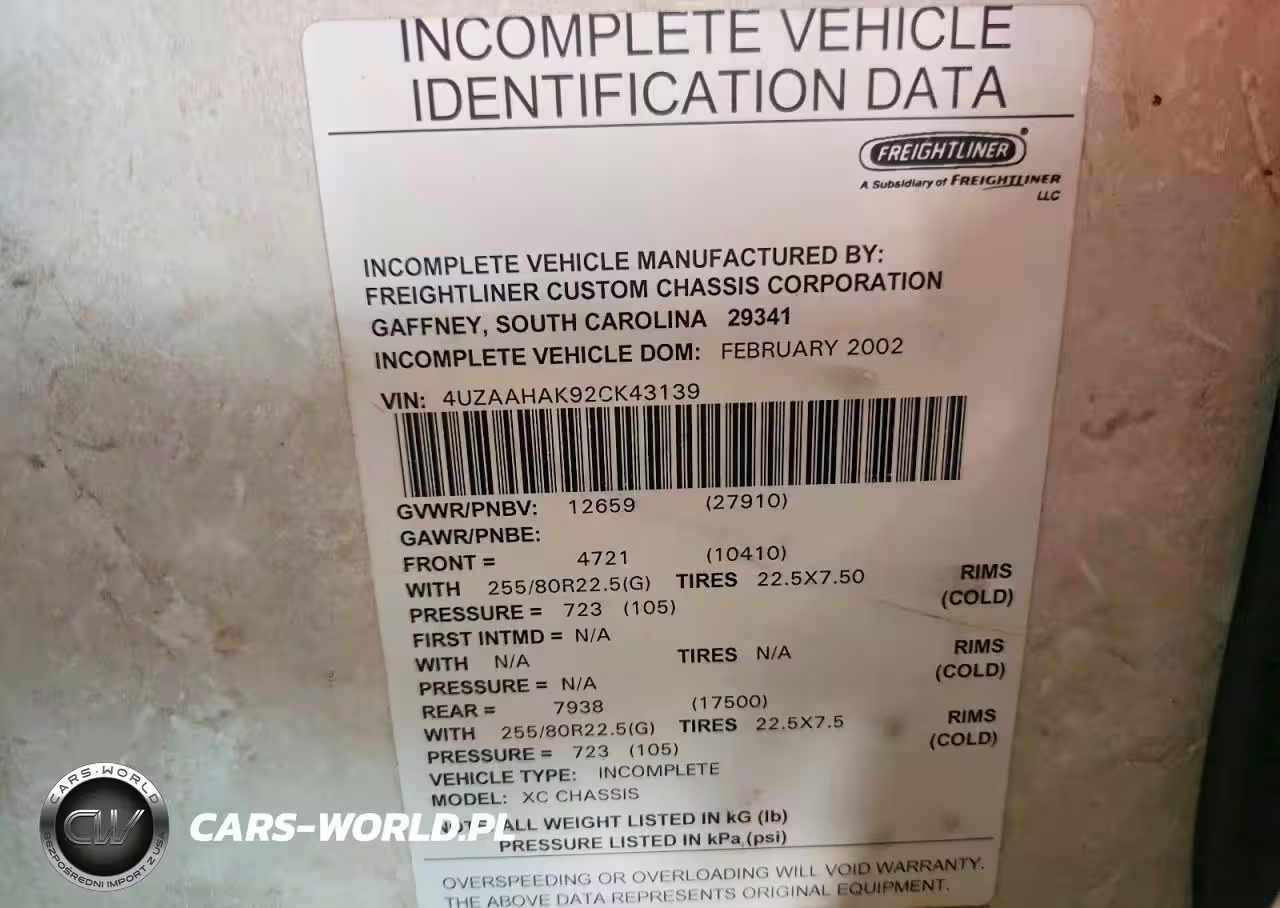 INCOMPLETE VEHICLE
IDENTIFICATION DATA
FREIGHTLINER
A Subsidiary of FREIGHTLINER
LLC
INCOMPLETE VEHICLE MANUFACTURED BY:
FREIGHTLINER CUSTOM CHASSIS CORPORATION
GAFFNEY, SOUTH CAROLINA 29341
INCOMPLETE VEHICLE DOM: FEBRUARY 2002
VIN: 4UZAAHAK92CK43139
GVWR/PNBV: 12659 (27910)
GAWR/PNBE:
FRONT = 4721 (10410)
WITH 255/80R22.5(G) TIRES 22.5X7.50 RIMS
PRESSURE = 723 (105) (COLD)
FIRST INTMD = N/A
WITH N/A TIRES N/A RIMS
PRESSURE = N/A (COLD)
REAR = 7938 (17500)
WITH 255/80R22.5(G) TIRES 22.5X7.5 RIMS
PRESSURE = 723 (105) (COLD)
VEHICLE TYPE: INCOMPLETE
MODEL: XC CHASSIS
NOTE: ALL WEIGHT LISTED IN kG (lb)
PRESSURE LISTED IN kPa (psi)
OVERSPEEDING OR OVERLOADING WILL VOID WARRANTY.
THE ABOVE DATA REPRESENTS ORIGINAL EQUIPMENT.
CARS-WORLD
CW
BEZPOŚREDNI IMPORT Z USA
CARS-WORLD.PL